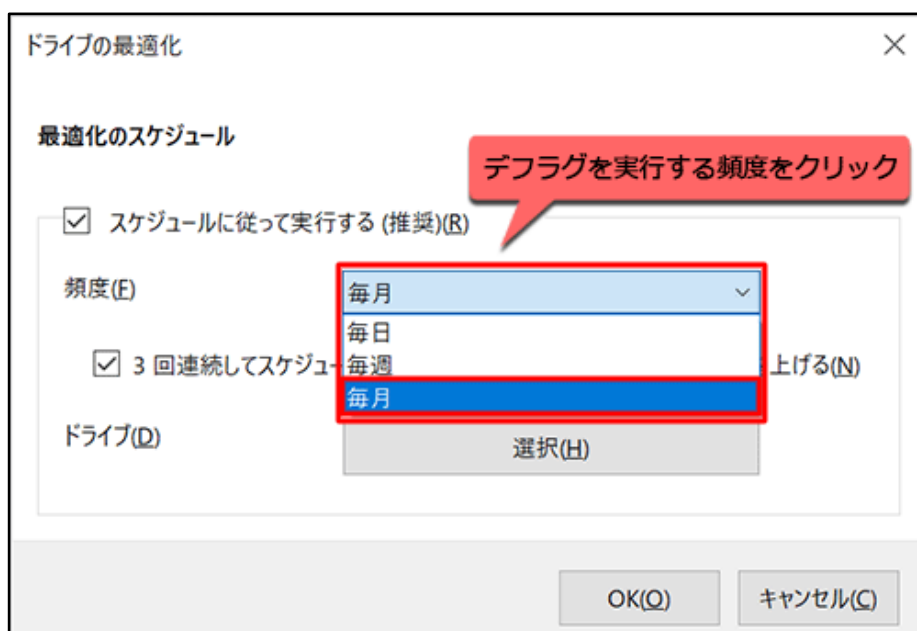 ドライブの最適化
最適化のスケジュール
デフラグを実行する頻度をクリック
スケジュールに従って実行する (推奨)(R)
頻度(F)
毎月
毎日
3 回連続してスケジュー 毎週 上げる(N)
毎月
ドライブ(D)
選択(H)
OK(O)
キャンセル(C)